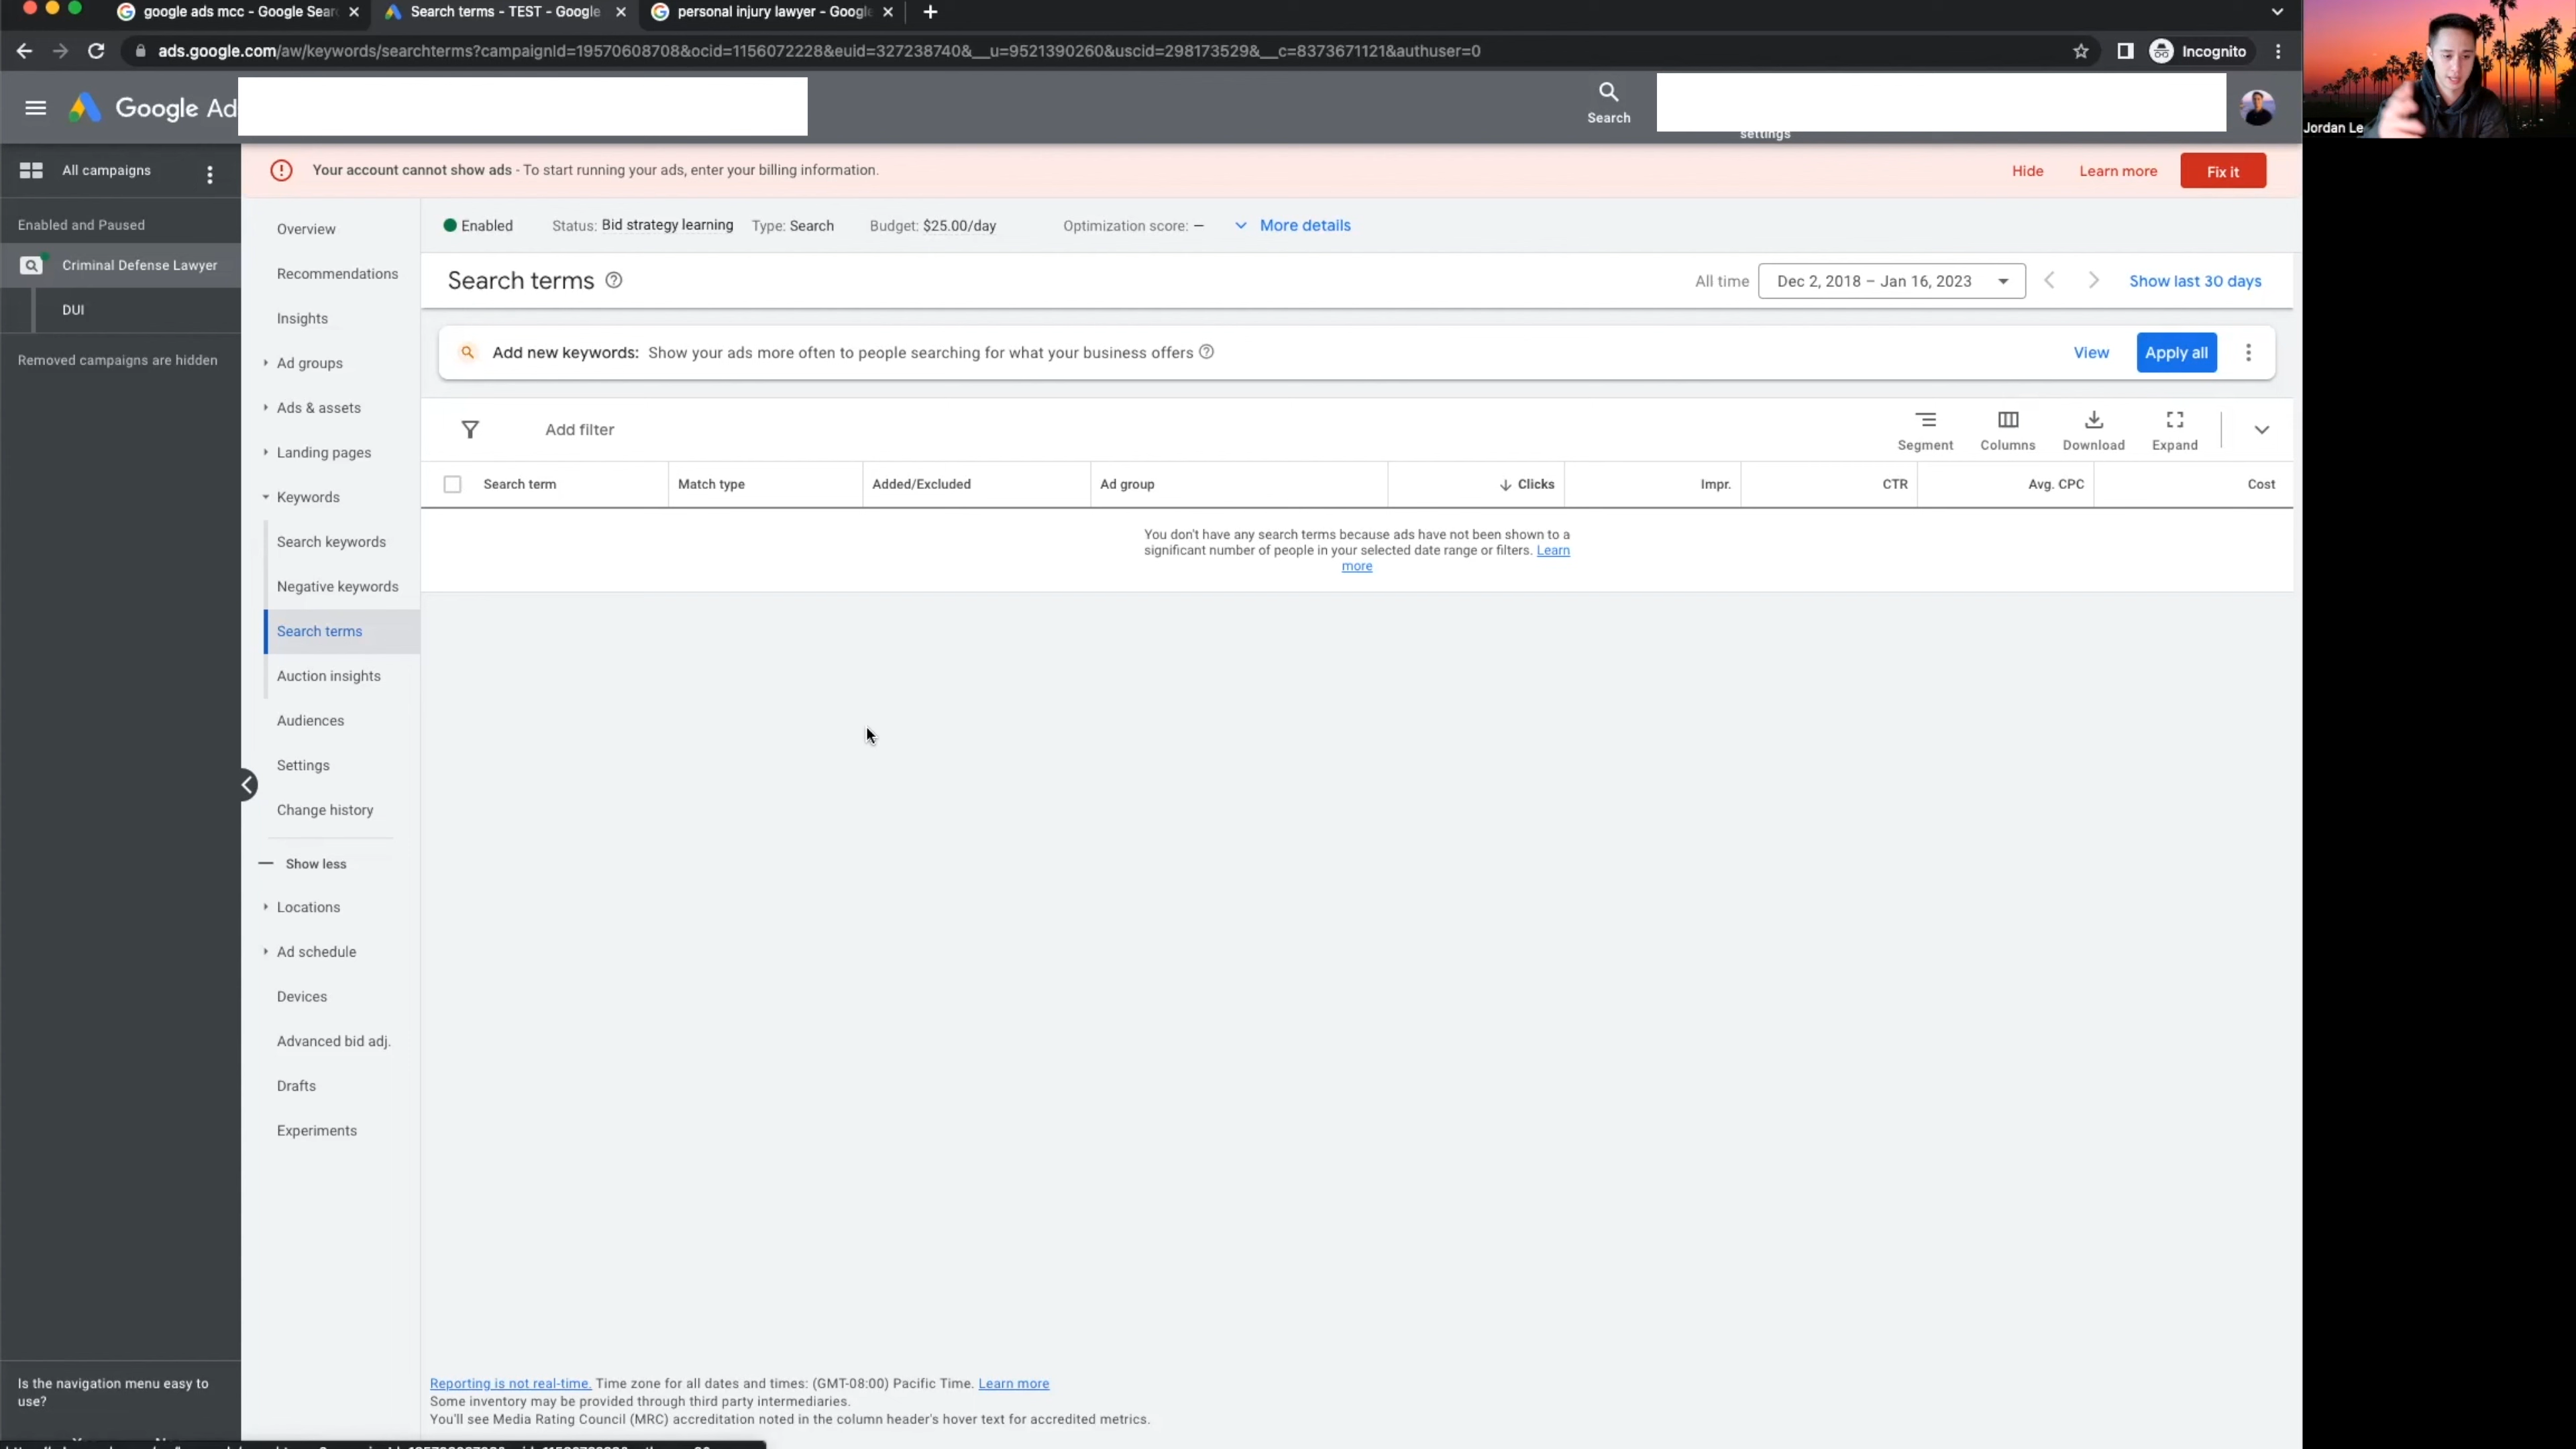 google ads mcc - Google Sear
Search terms - TEST - Google
personal injury lawyer - Google
ads.google.com/aw/keywords/searchterms?campaignId=19570608708&ocid=1156072228&euid=327238740&__u=9521390260&uscid=298173529&__c=8373671121&authuser=0
Incognito
Google Ad
Search
settings
Jordan Le
All campaigns
Your account cannot show ads - To start running your ads, enter your billing information.
Hide
Learn more
Fix it
Enabled and Paused
Criminal Defense Lawyer
DUI
Removed campaigns are hidden
Overview
Recommendations
Insights
Ad groups
Ads & assets
Landing pages
Keywords
Search keywords
Negative keywords
Search terms
Auction insights
Audiences
Settings
Change history
Show less
Locations
Ad schedule
Devices
Advanced bid adj.
Drafts
Experiments
Enabled
Status: Bid strategy learning
Type: Search
Budget: $25.00/day
Optimization score: –
More details
Search terms
All time
Dec 2, 2018 – Jan 16, 2023
Show last 30 days
Add new keywords: Show your ads more often to people searching for what your business offers
View
Apply all
Add filter
Segment
Columns
Download
Expand
Search term
Match type
Added/Excluded
Ad group
Clicks
Impr.
CTR
Avg. CPC
Cost
You don't have any search terms because ads have not been shown to a
significant number of people in your selected date range or filters. Learn
more
Is the navigation menu easy to
use?
Reporting is not real-time. Time zone for all dates and times: (GMT-08:00) Pacific Time. Learn more
Some inventory may be provided through third party intermediaries.
You'll see Media Rating Council (MRC) accreditation noted in the column header's hover text for accredited metrics.